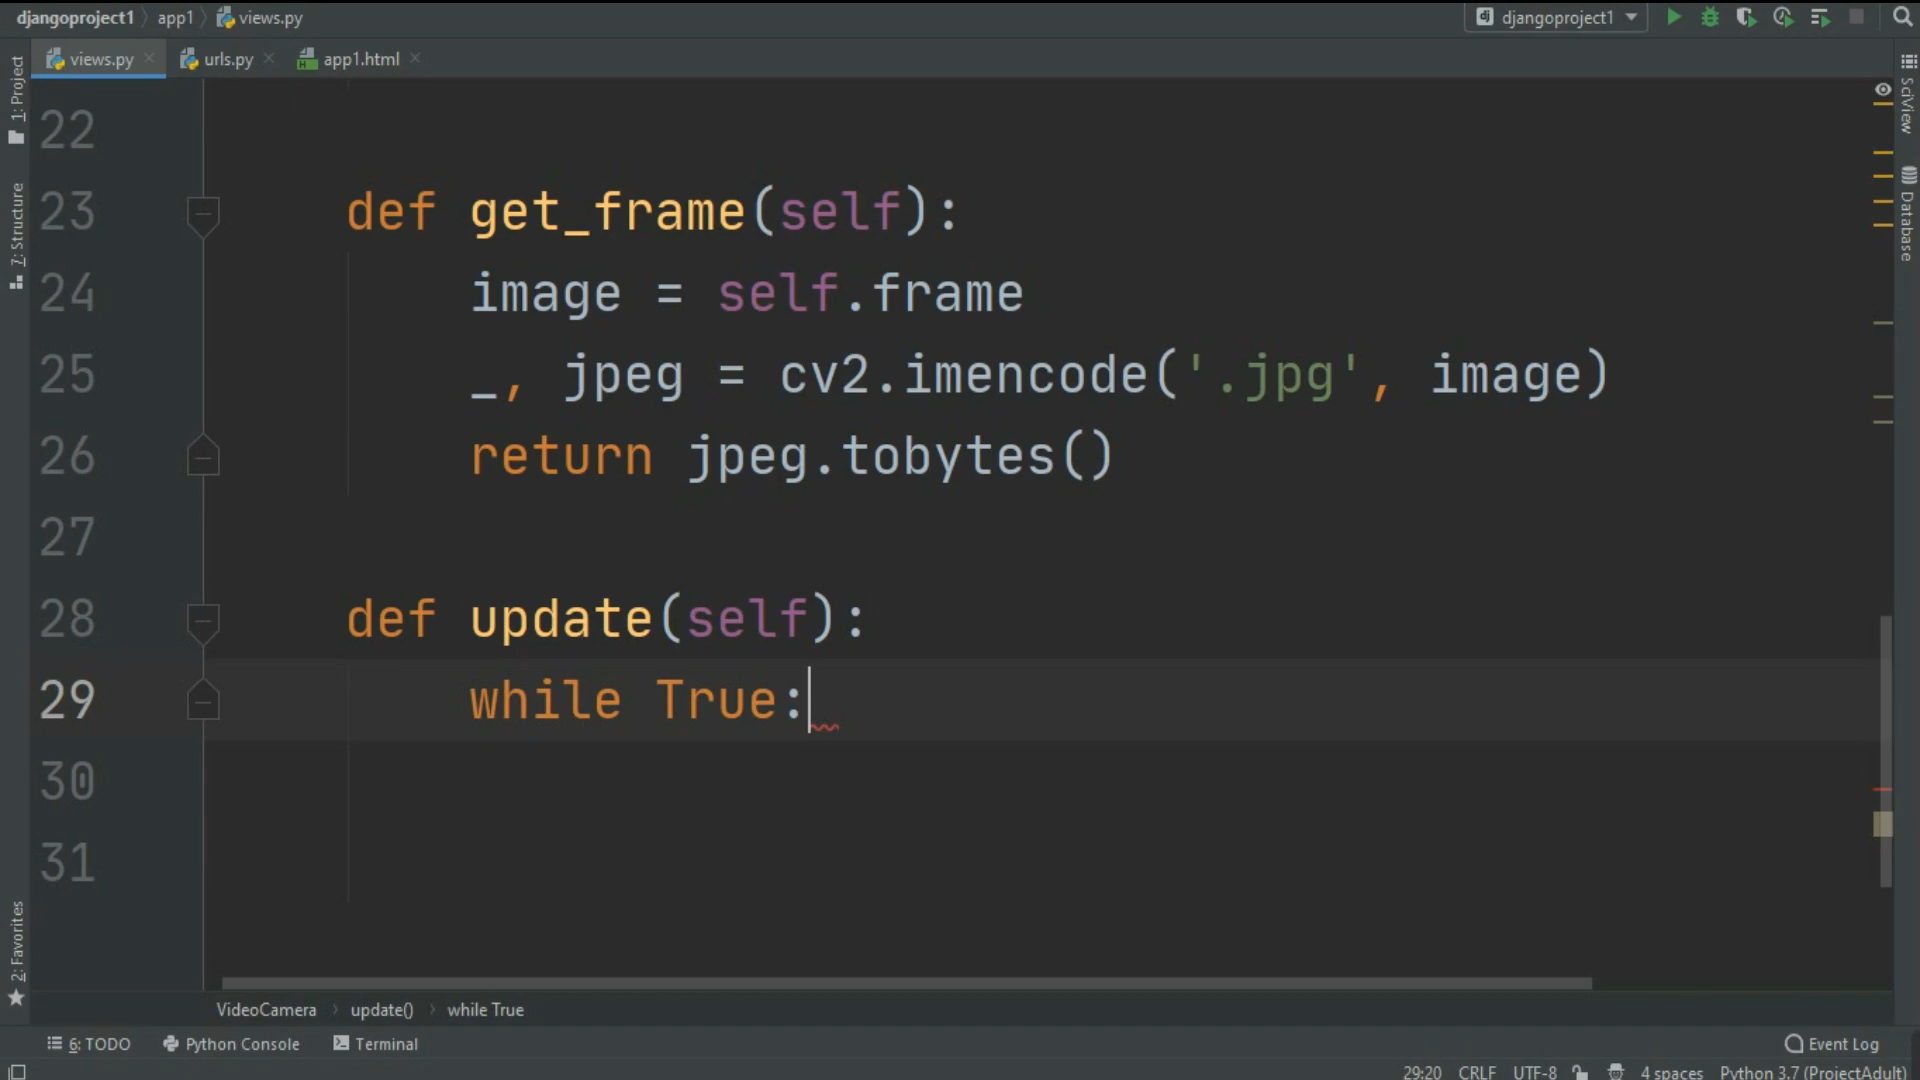 djangoproject1 app1 views.py djangoproject1
views.py urls.py app1.html
1: Project
7: Structure
2: Favorites
SciView
Database
22
23 def get_frame(self):
24 image = self.frame
25 _, jpeg = cv2.imencode('.jpg', image)
26 return jpeg.tobytes()
27
28 def update(self):
29 while True:
30
31
VideoCamera update() while True
6: TODO Python Console Terminal Event Log
29:20 CRLF UTF-8 4 spaces Python 3.7 (ProjectAdult)